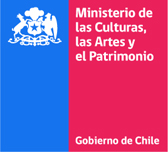 Ministerio de
las Culturas,
las Artes y
el Patrimonio
Gobierno de Chile